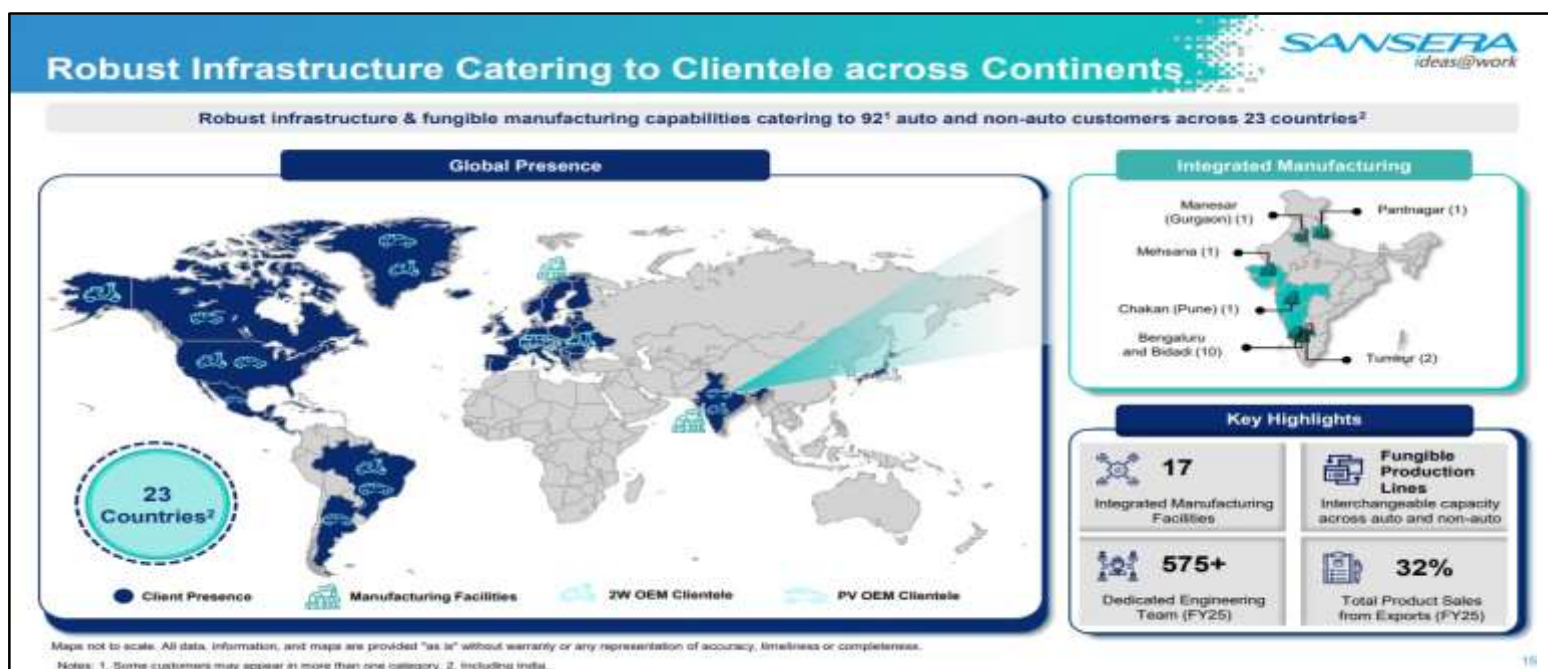 SANSERA
ideas@work
Robust Infrastructure Catering to Clientele across Continents
Robust infrastructure & fungible manufacturing capabilities catering to 92¹ auto and non-auto customers across 23 countries²
Global Presence
23
Countries²
Client Presence
Manufacturing Facilities
2W OEM Clientele
PV OEM Clientele
Integrated Manufacturing
Manesar
(Gurgaon) (1)
Pantnagar (1)
Mehsana (1)
Chakan (Pune) (1)
Bengaluru
and Bidadi (10)
Tumkur (2)
Key Highlights
17
Integrated Manufacturing
Facilities
Fungible
Production
Lines
Interchangeable capacity
across auto and non-auto
575+
Dedicated Engineering
Team (FY25)
32%
Total Product Sales
from Exports (FY25)
Maps not to scale. All data, information, and maps are provided "as is" without warranty or any representation of accuracy, timeliness or completeness.
Notes: 1. Some customers may appear in more than one category. 2. Including India.
15